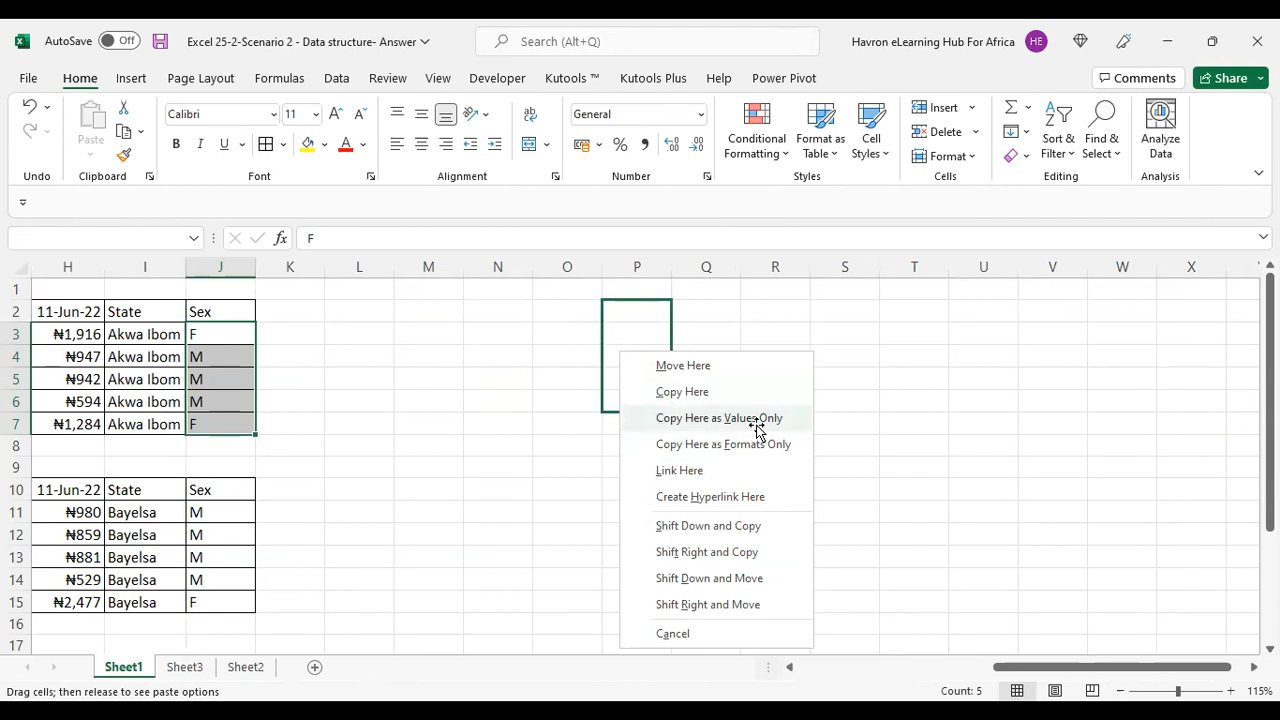 AutoSave Off Excel 25-2-Scenario 2 - Data structure- Answer Search (Alt+Q) Havron eLearning Hub For Africa HE
File Home Insert Page Layout Formulas Data Review View Developer Kutools ™ Kutools Plus Help Power Pivot Comments Share
Paste Calibri 11 A A General Conditional Formatting Format as Table Cell Styles Insert Delete Format Sort & Filter Find & Select Analyze Data
B I U A ab % 9
Undo Clipboard Font Alignment Number Styles Cells Editing Analysis
fx F
H I J K L M N O P Q R S T U V W X
1
2 11-Jun-22 State Sex
3 ₦1,916 Akwa Ibom F
4 ₦947 Akwa Ibom M
5 ₦942 Akwa Ibom M
6 ₦594 Akwa Ibom M
7 ₦1,284 Akwa Ibom F
8
9
10 11-Jun-22 State Sex
11 ₦980 Bayelsa M
12 ₦859 Bayelsa M
13 ₦881 Bayelsa M
14 ₦529 Bayelsa M
15 ₦2,477 Bayelsa F
16
17
Move Here
Copy Here
Copy Here as Values Only
Copy Here as Formats Only
Link Here
Create Hyperlink Here
Shift Down and Copy
Shift Right and Copy
Shift Down and Move
Shift Right and Move
Cancel
Sheet1 Sheet3 Sheet2
Drag cells; then release to see paste options Count: 5 115%